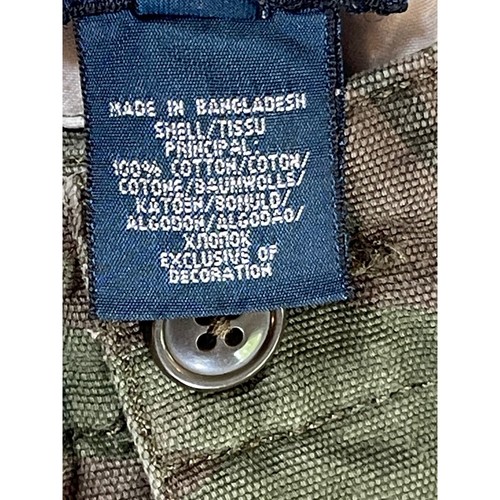 MADE IN BANGLADESH
SHELL/TISSU
PRINCIPAL:
100% COTTON/COTON/
COTONE/BAUMWOLLE/
KATOEN/BOMULD/
ALGODON/ALGODAO/
ХЛОПОК
EXCLUSIVE OF
DECORATION